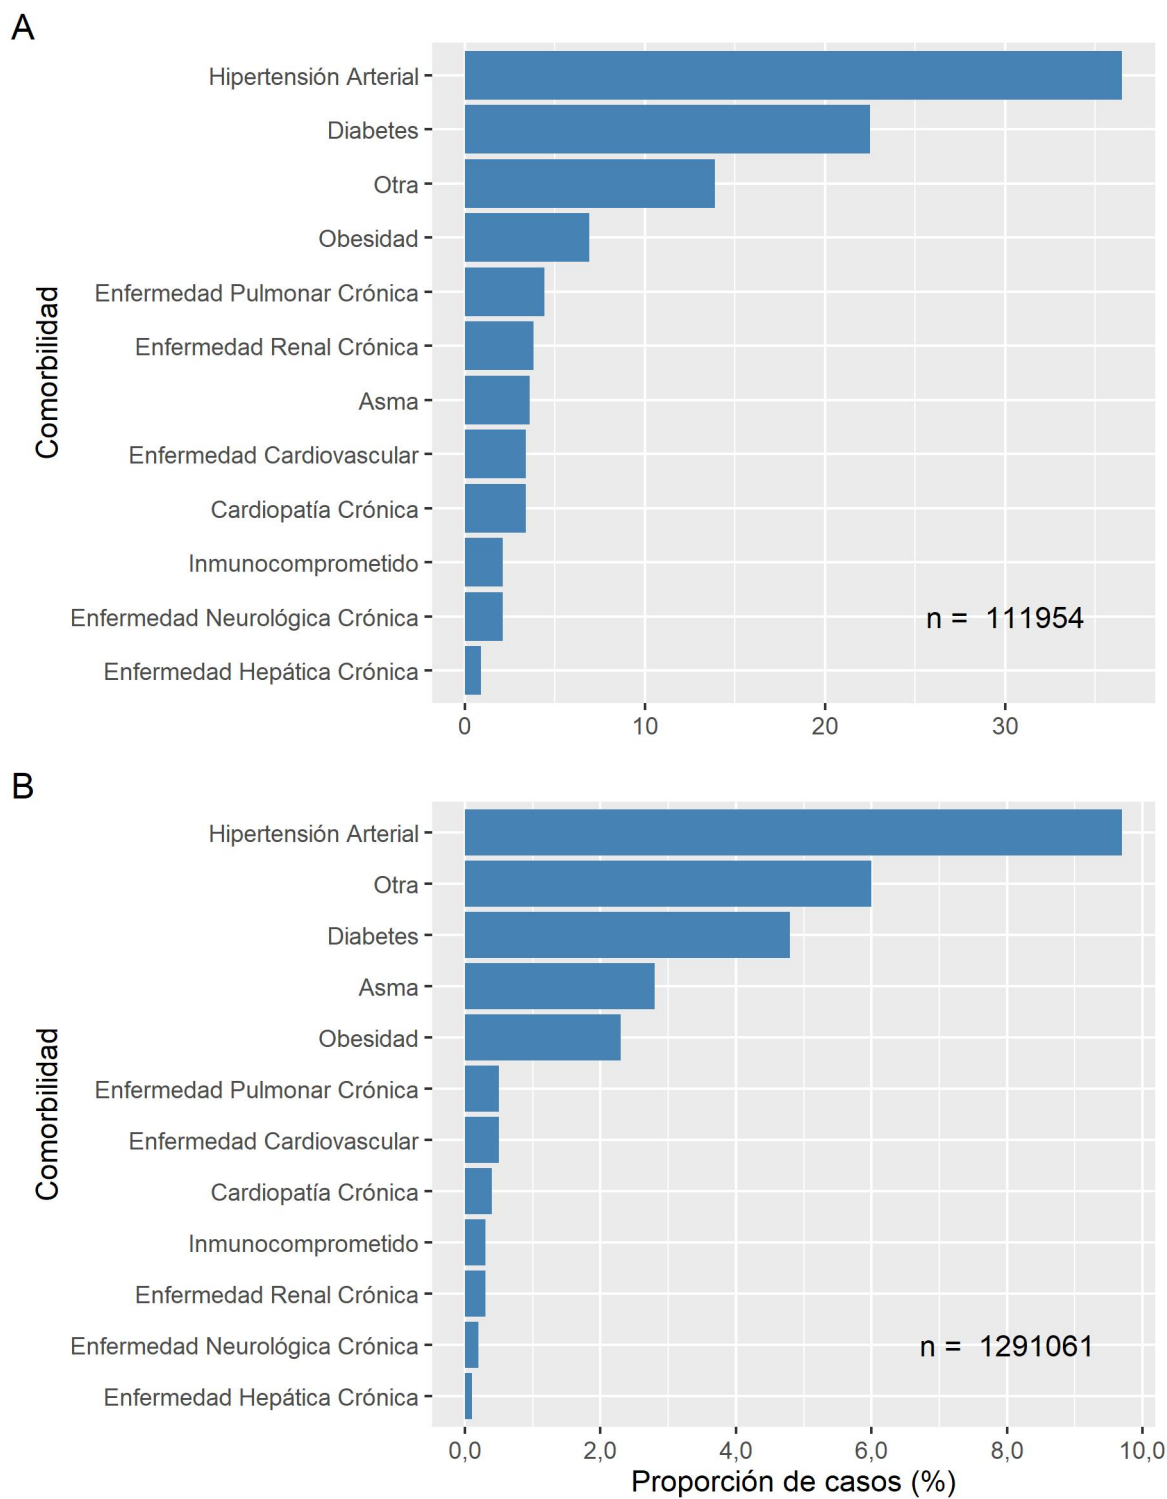 A
Hipertensión Arterial
Diabetes
Otra
Obesidad
Enfermedad Pulmonar Crónica
Enfermedad Renal Crónica
Asma
Enfermedad Cardiovascular
Cardiopatía Crónica
Inmunocomprometido
Enfermedad Neurológica Crónica
Enfermedad Hepática Crónica
Comorbilidad
n = 111954
0 10 20 30
B
Hipertensión Arterial
Otra
Diabetes
Asma
Obesidad
Enfermedad Pulmonar Crónica
Enfermedad Cardiovascular
Cardiopatía Crónica
Inmunocomprometido
Enfermedad Renal Crónica
Enfermedad Neurológica Crónica
Enfermedad Hepática Crónica
Comorbilidad
n = 1291061
0,0 2,0 4,0 6,0 8,0 10,0
Proporción de casos (%)